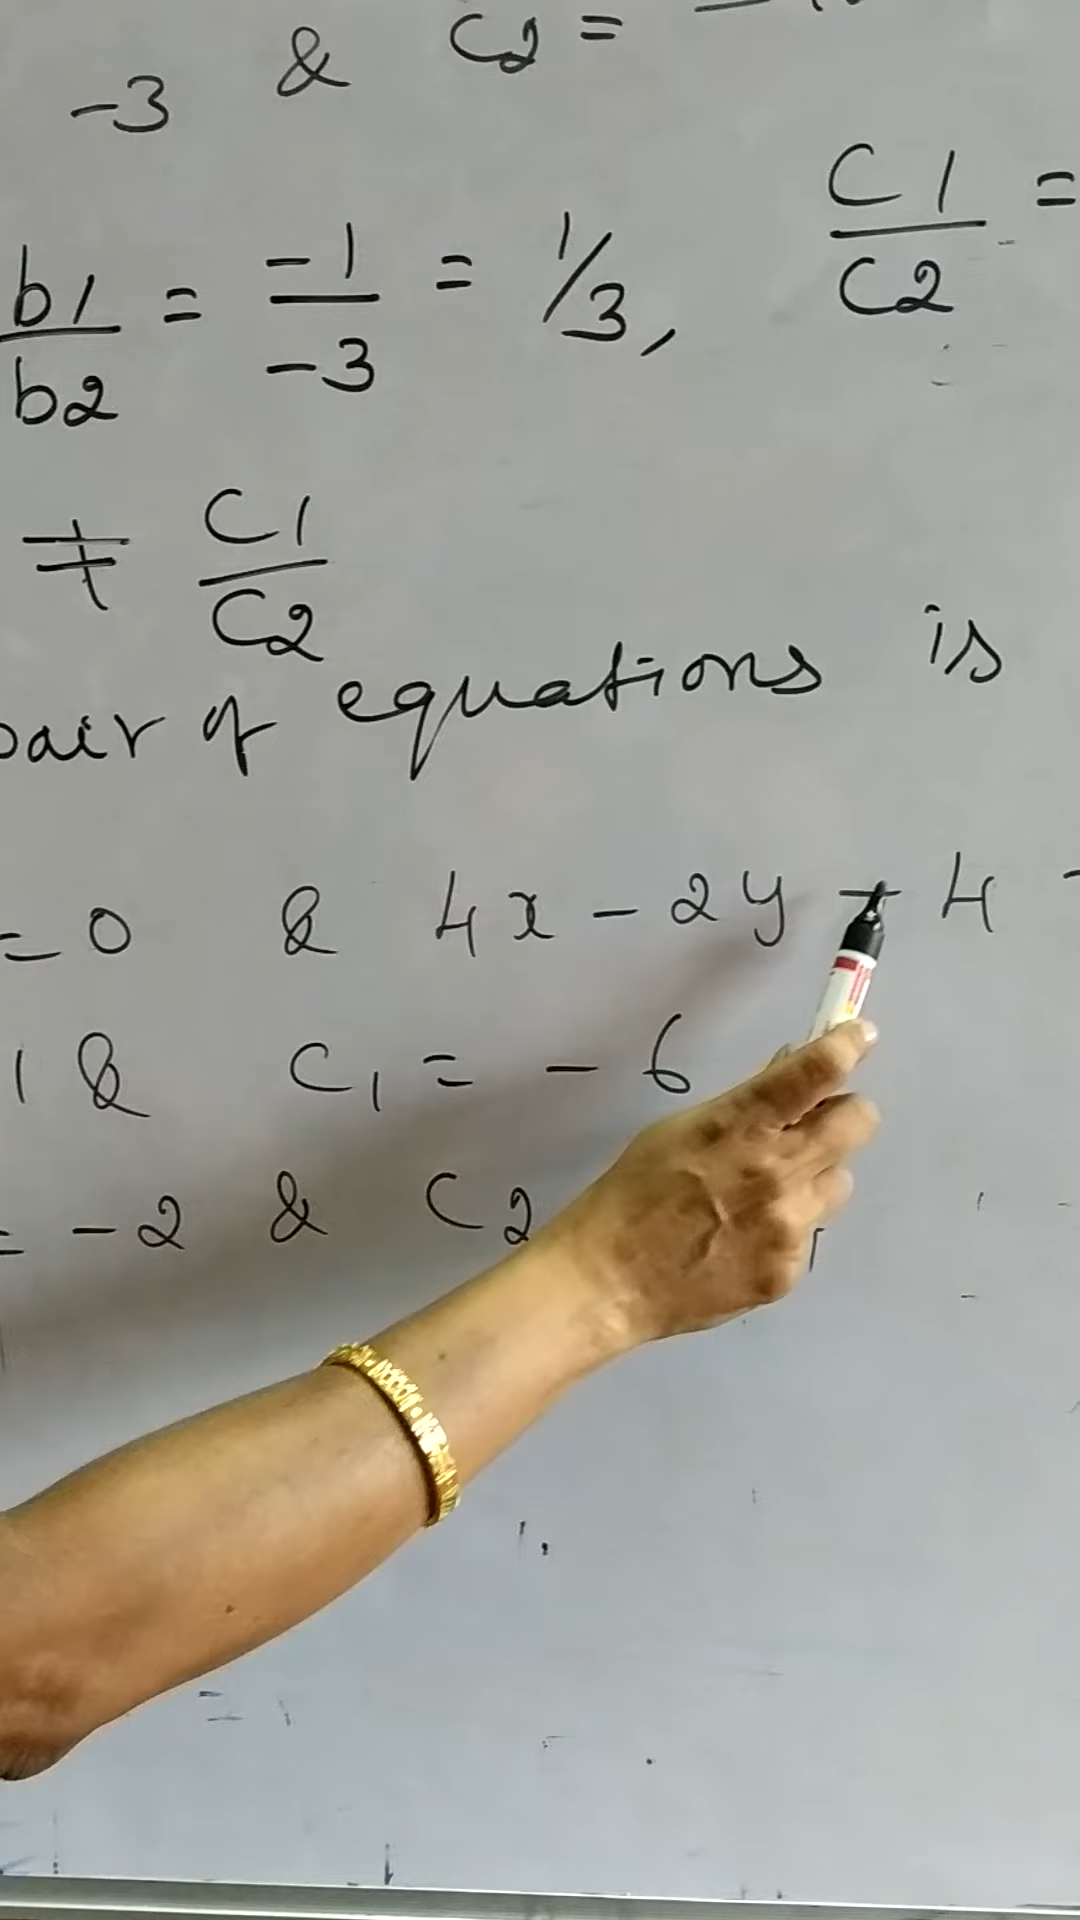 -3 & C2 =
b1/b2 = -1/-3 = 1/3, C1/C2 =
≠ C1/C2
pair of equations is
= 0 & 4x - 2y - 4
1 & C1 = - 6
= -2 & C2